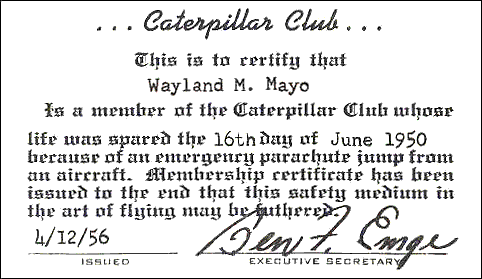 ... Caterpillar Club ...
This is to certify that
Wayland M. Mayo
Is a member of the Caterpillar Club whose
life was spared the 16th day of June 1950
because of an emergency parachute jump from
an aircraft. Membership certificate has been
issued to the end that this safety medium in
the art of flying may be futhered.
4/12/56
ISSUED
EXECUTIVE SECRETARY